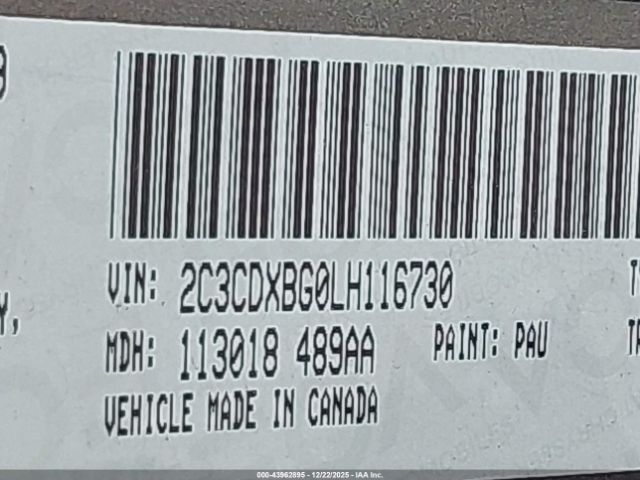 VIN: 2C3CDXBG0LH116730
Y,
MDH: 113018 489AA PAINT: PAU
VEHICLE MADE IN CANADA
000-43962895 - 12/22/2025 - IAA Inc.